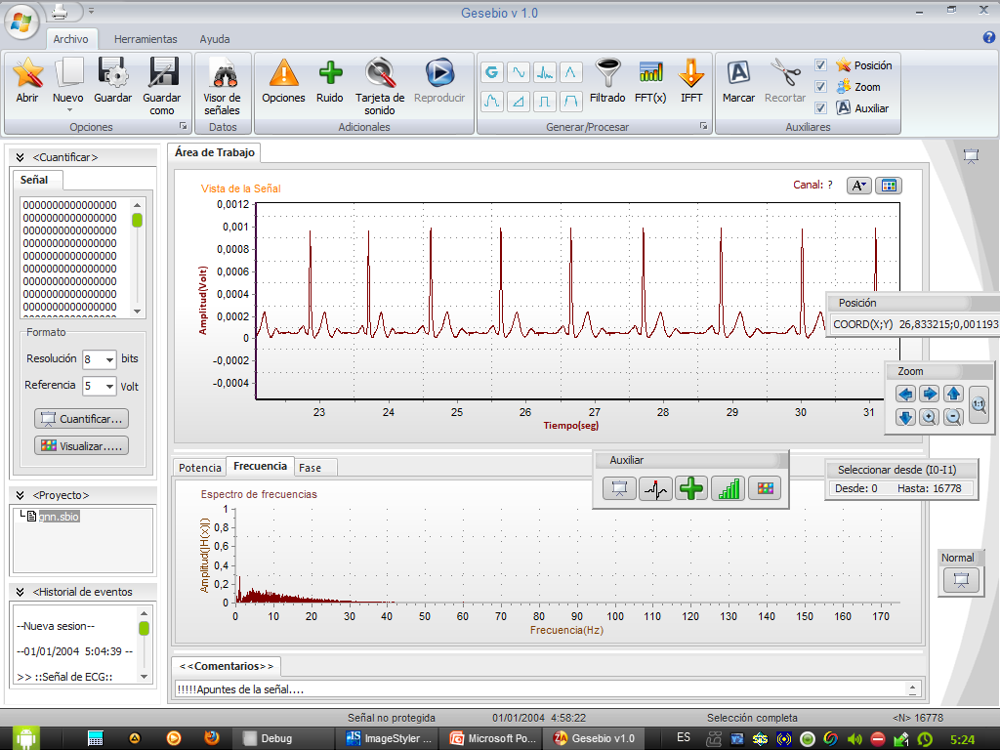 Gesebio v 1.0
Archivo Herramientas Ayuda
Abrir Nuevo Guardar Guardar como
Opciones
Visor de señales
Datos
Opciones Ruido Tarjeta de sonido Reproducir
Adicionales
Filtrado FFT(x) IFFT
Generar/Procesar
Marcar Recortar
Posición
Zoom
Auxiliar
Auxiliares
<Cuantificar>
Señal
0000000000000000
0000000000000000
0000000000000000
0000000000000000
0000000000000000
0000000000000000
0000000000000000
0000000000000000
0000000000000000
0000000000000000
Formato
Resolución 8 bits
Referencia 5 Volt
Cuantificar...
Visualizar.....
<Proyecto>
gnn.sbio
<Historial de eventos
--Nueva sesion--
--01/01/2004 5:04:39 --
>> ::Señal de ECG::
Área de Trabajo
Vista de la Señal
Canal: ?
A
0,0012
0,001
0,0008
0,0006
0,0004
0,0002
0
-0,0002
-0,0004
Amplitud(Volt)
23 24 25 26 27 28 29 30 31
Tiempo(seg)
Posición
COORD(X;Y) 26,833215;0,001193
Zoom
1:1
Auxiliar
Seleccionar desde (I0-I1)
Desde: 0 Hasta: 16778
Normal
Potencia Frecuencia Fase
Espectro de frecuencias
1
0,8
0,6
0,4
0,2
0
Amplitud(|H(x)|)
0 10 20 30 40 50 60 70 80 90 100 110 120 130 140 150 160 170
Frecuencia(Hz)
<<Comentarios>>
!!!!!Apuntes de la señal....
Señal no protegida 01/01/2004 4:58:22 Selección completa <N> 16778
Debug ImageStyler ... Microsoft Po... Gesebio v1.0 ES 5:24